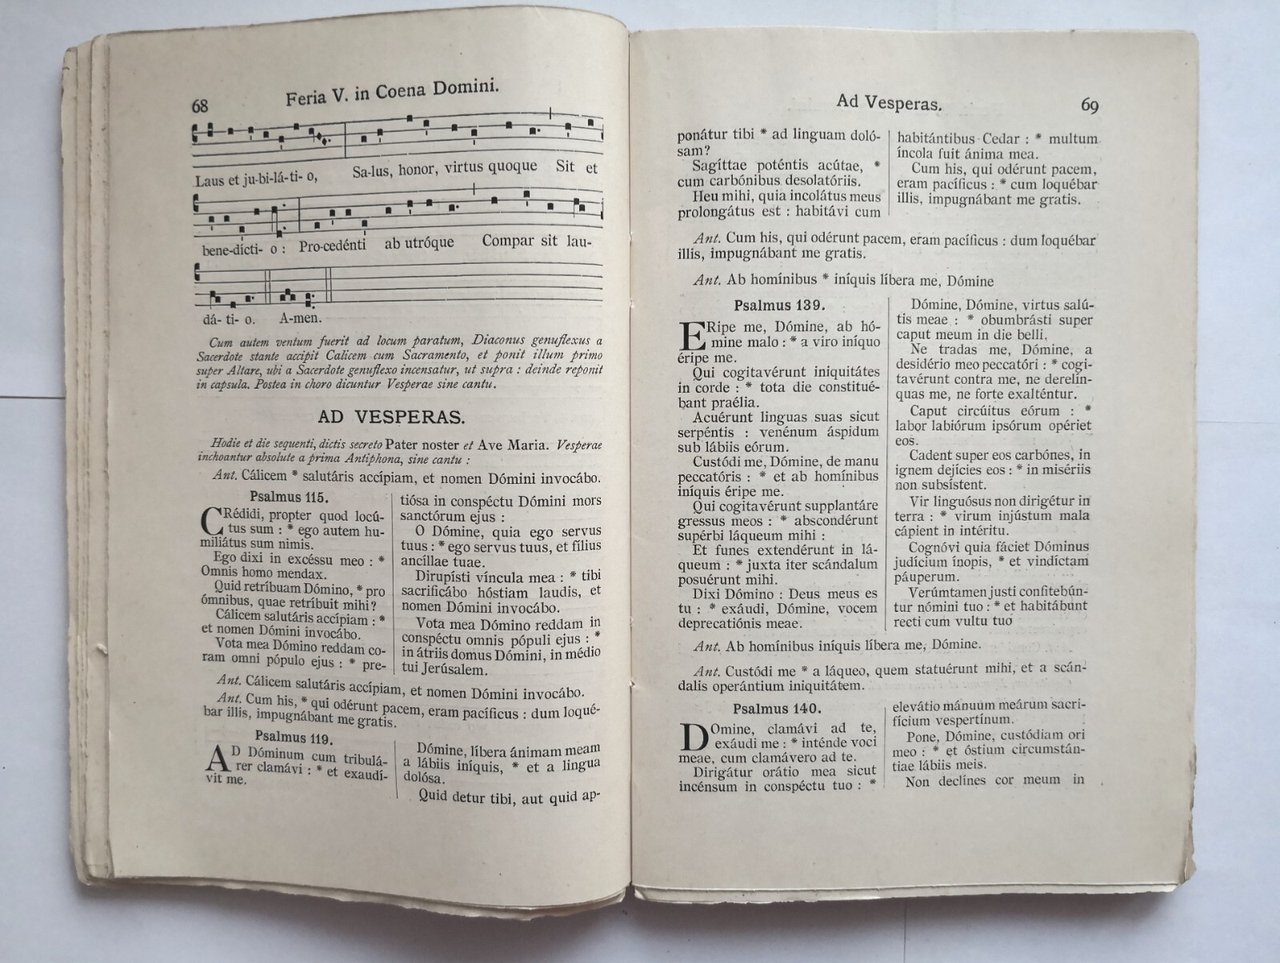 68
Feria V. in Coena Domini.
Laus et ju-bi-lá-ti-o, Sa-lus, honor, virtus quoque Sit et
bene-dícti-o : Pro-cedénti ab utróque Compar sit lau-
dá-ti-o. A-men.
Cum autem ventum fuerit ad locum paratum, Diaconus genuflexus a
Sacerdote stante accipit Calicem cum Sacramento, et ponit illum primo
super Altare, ubi a Sacerdote genuflexo incensatur, ut supra : deinde reponit
in capsula. Postea in choro dicuntur Vesperae sine cantu.
AD VESPERAS.
Hodie et die sequenti, dictis secreto Pater noster et Ave Maria. Vesperae
inchoantur absolute a prima Antiphona, sine cantu :
Ant. Cálicem * salutáris accípiam, et nomen Dómini invocábo.
Psalmus 115.
CRédidi, propter quod locú-
tus sum : * ego autem hu-
miliátus sum nimis.
Ego dixi in excéssu meo : *
Omnis homo mendax.
Quid retríbuam Dómino, * pro
ómnibus, quae retríbuit mihi?
Cálicem salutáris accípiam : *
et nomen Dómini invocábo.
Vota mea Dómino reddam co-
ram omni pópulo ejus : * pre-
tiósa in conspéctu Dómini mors
sanctórum ejus :
O Dómine, quia ego servus
tuus : * ego servus tuus, et fílius
ancíllae tuae.
Dirupísti víncula mea : * tibi
sacrificábo hóstiam laudis, et
nomen Dómini invocábo.
Vota mea Dómino reddam in
conspéctu omnis pópuli ejus : *
in átriis domus Dómini, in médio
tui Jerúsalem.
Ant. Cálicem salutáris accípiam, et nomen Dómini invocábo.
Ant. Cum his, * qui odérunt pacem, eram pacíficus : dum loqué-
bar illis, impugnábant me gratis.
Psalmus 119.
AD Dóminum cum tribulá-
rer clamávi : * et exaudí-
vit me.
Dómine, líbera ánimam meam
a lábiis iníquis, * et a lingua
dolósa.
Quid detur tibi, aut quid ap-
Ad Vesperas.
69
ponátur tibi * ad linguam doló-
sam?
Sagíttae poténtis acútae, *
cum carbónibus desolatóriis.
Heu mihi, quia incolátus meus
prolongátus est : habitávi cum
habitántibus Cedar : * multum
íncola fuit ánima mea.
Cum his, qui odérunt pacem,
eram pacíficus : * cum loquébar
illis, impugnábant me gratis.
Ant. Cum his, qui odérunt pacem, eram pacíficus : dum loquébar
illis, impugnábant me gratis.
Ant. Ab homínibus * iníquis líbera me, Dómine
Psalmus 139.
ERipe me, Dómine, ab hó-
mine malo : * a viro iníquo
éripe me.
Qui cogitavérunt iniquitátes
in corde : * tota die constitué-
bant praélia.
Acuérunt linguas suas sicut
serpéntis : venénum áspidum
sub lábiis eórum.
Custódi me, Dómine, de manu
peccatóris : * et ab homínibus
iníquis éripe me.
Qui cogitavérunt supplantáre
gressus meos : * abscondérunt
supérbi láqueum mihi :
Et funes extendérunt in lá-
queum : * juxta iter scándalum
posuérunt mihi.
Dixi Dómino : Deus meus es
tu : * exáudi, Dómine, vocem
deprecatiónis meae.
Dómine, Dómine, virtus salú-
tis meae : * obumbrásti super
caput meum in die belli.
Ne tradas me, Dómine, a
desidério meo peccatóri : * cogi-
tavérunt contra me, ne derelín-
quas me, ne forte exalténtur.
Caput circúitus eórum : *
labor labiórum ipsórum opériet
eos.
Cadent super eos carbónes, in
ignem dejícies eos : * in misériis
non subsístent.
Vir linguósus non dirigétur in
terra : * virum injústum mala
cápient in intéritu.
Cognóvi quia fáciet Dóminus
judícium ínopis, * et vindíctam
páuperum.
Verúmtamen justi confitebún-
tur nómini tuo : * et habitábunt
recti cum vultu tuo
Ant. Ab homínibus iníquis líbera me, Dómine.
Ant. Custódi me * a láqueo, quem statuérunt mihi, et a scán-
dalis operántium iniquitátem.
Psalmus 140.
DOmine, clamávi ad te,
exáudi me : * inténde voci
meae, cum clamávero ad te.
Dirigátur orátio mea sicut
incénsum in conspéctu tuo : *
elevátio mánuum meárum sacri-
fícium vespertínum.
Pone, Dómine, custódiam ori
meo : * et óstium circumstán-
tiae lábiis meis.
Non declínes cor meum in